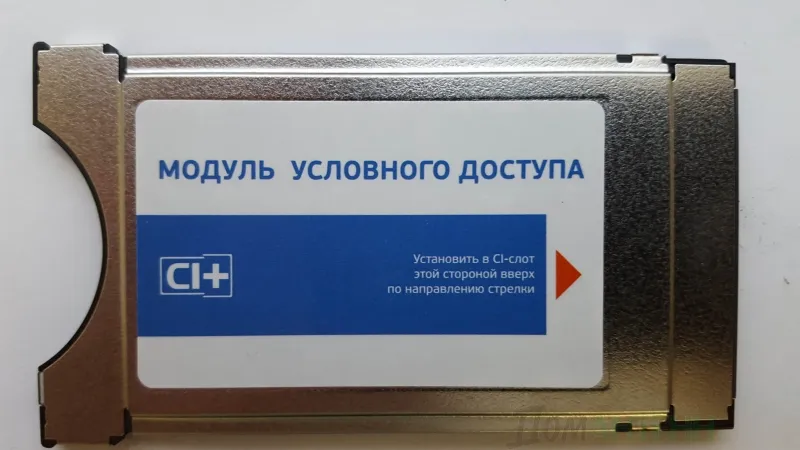 МОДУЛЬ УСЛОВНОГО ДОСТУПА
CI+
Установить в CI-слот
этой стороной вверх
по направлению стрелки